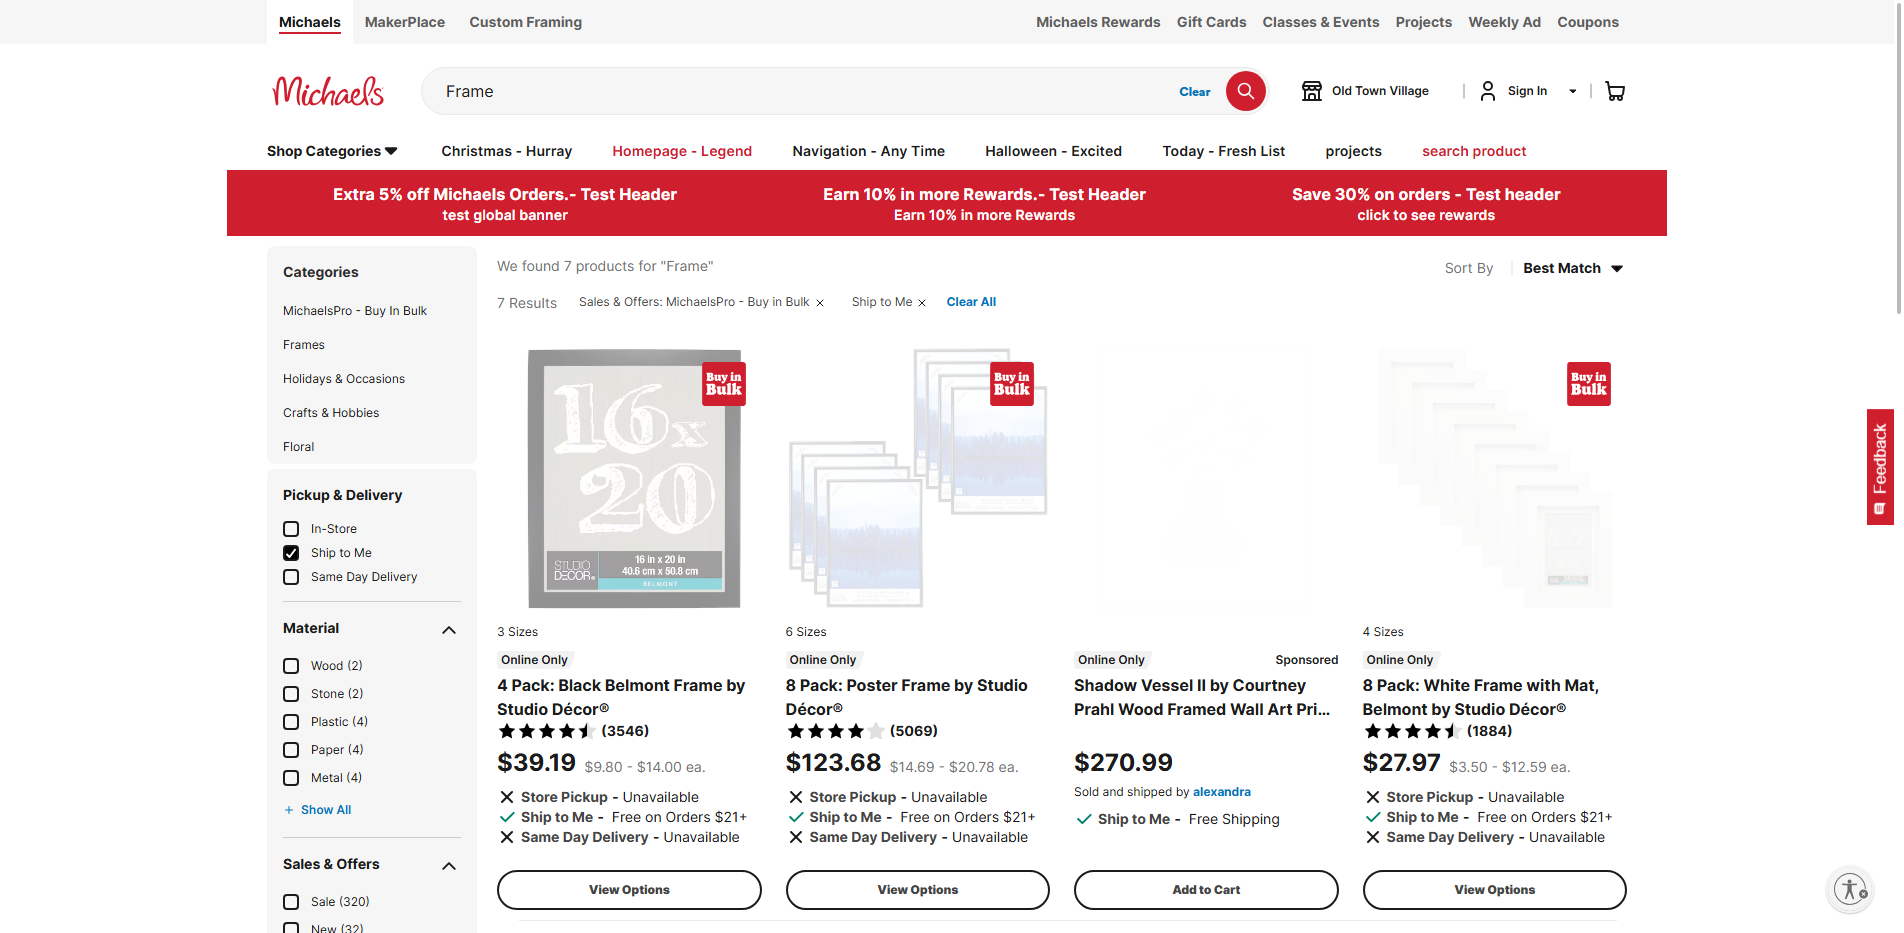 Michaels
MakerPlace
Custom Framing
Michaels Rewards
Gift Cards
Classes & Events
Projects
Weekly Ad
Coupons
Michaels
Frame
Clear
Old Town Village
Sign In
Shop Categories
Christmas - Hurray
Homepage - Legend
Navigation - Any Time
Halloween - Excited
Today - Fresh List
projects
search product
Extra 5% off Michaels Orders.- Test Header
test global banner
Earn 10% in more Rewards.- Test Header
Earn 10% in more Rewards
Save 30% on orders - Test header
click to see rewards
Categories
MichaelsPro - Buy In Bulk
Frames
Holidays & Occasions
Crafts & Hobbies
Floral
Pickup & Delivery
In-Store
Ship to Me
Same Day Delivery
Material
Wood (2)
Stone (2)
Plastic (4)
Paper (4)
Metal (4)
+ Show All
Sales & Offers
Sale (320)
New (32)
We found 7 products for "Frame"
Sort By
Best Match
7 Results
Sales & Offers: MichaelsPro - Buy in Bulk
Ship to Me
Clear All
16x
20
STUDIO
DÉCOR
16 in x 20 in
40.6 cm x 50.8 cm
BELMONT
Buy in
Bulk
3 Sizes
Online Only
4 Pack: Black Belmont Frame by
Studio Décor®
(3546)
$39.19 $9.80 - $14.00 ea.
Store Pickup - Unavailable
Ship to Me - Free on Orders $21+
Same Day Delivery - Unavailable
View Options
Buy in
Bulk
6 Sizes
Online Only
8 Pack: Poster Frame by Studio
Décor®
(5069)
$123.68 $14.69 - $20.78 ea.
Store Pickup - Unavailable
Ship to Me - Free on Orders $21+
Same Day Delivery - Unavailable
View Options
Online Only
Sponsored
Shadow Vessel II by Courtney
Prahl Wood Framed Wall Art Pri...
$270.99
Sold and shipped by alexandra
Ship to Me - Free Shipping
Add to Cart
Buy in
Bulk
4 Sizes
Online Only
8 Pack: White Frame with Mat,
Belmont by Studio Décor®
(1884)
$27.97 $3.50 - $12.59 ea.
Store Pickup - Unavailable
Ship to Me - Free on Orders $21+
Same Day Delivery - Unavailable
View Options
Feedback